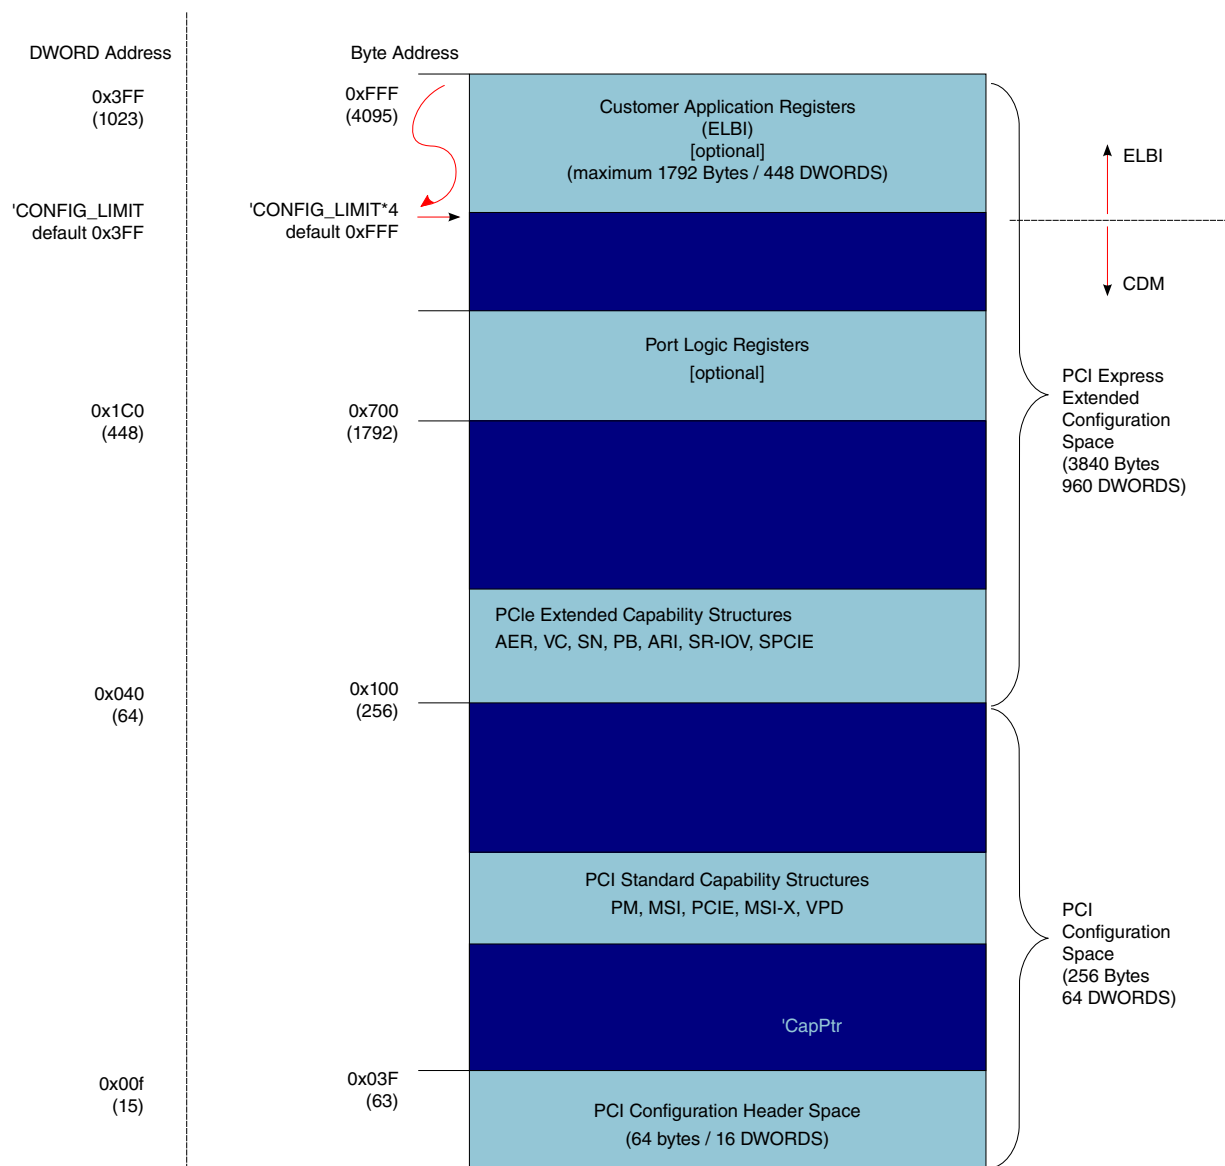 DWORD Address
Byte Address
0x3FF
(1023)
0xFFF
(4095)
Customer Application Registers
(ELBI)
[optional]
(maximum 1792 Bytes / 448 DWORDS)
ELBI
'CONFIG_LIMIT
default 0x3FF
'CONFIG_LIMIT*4
default 0xFFF
CDM
Port Logic Registers
[optional]
0x1C0
(448)
0x700
(1792)
PCI Express
Extended
Configuration
Space
(3840 Bytes
960 DWORDS)
PCIe Extended Capability Structures
AER, VC, SN, PB, ARI, SR-IOV, SPCIE
0x040
(64)
0x100
(256)
PCI Standard Capability Structures
PM, MSI, PCIE, MSI-X, VPD
PCI
Configuration
Space
(256 Bytes
64 DWORDS)
'CapPtr
0x00f
(15)
0x03F
(63)
PCI Configuration Header Space
(64 bytes / 16 DWORDS)